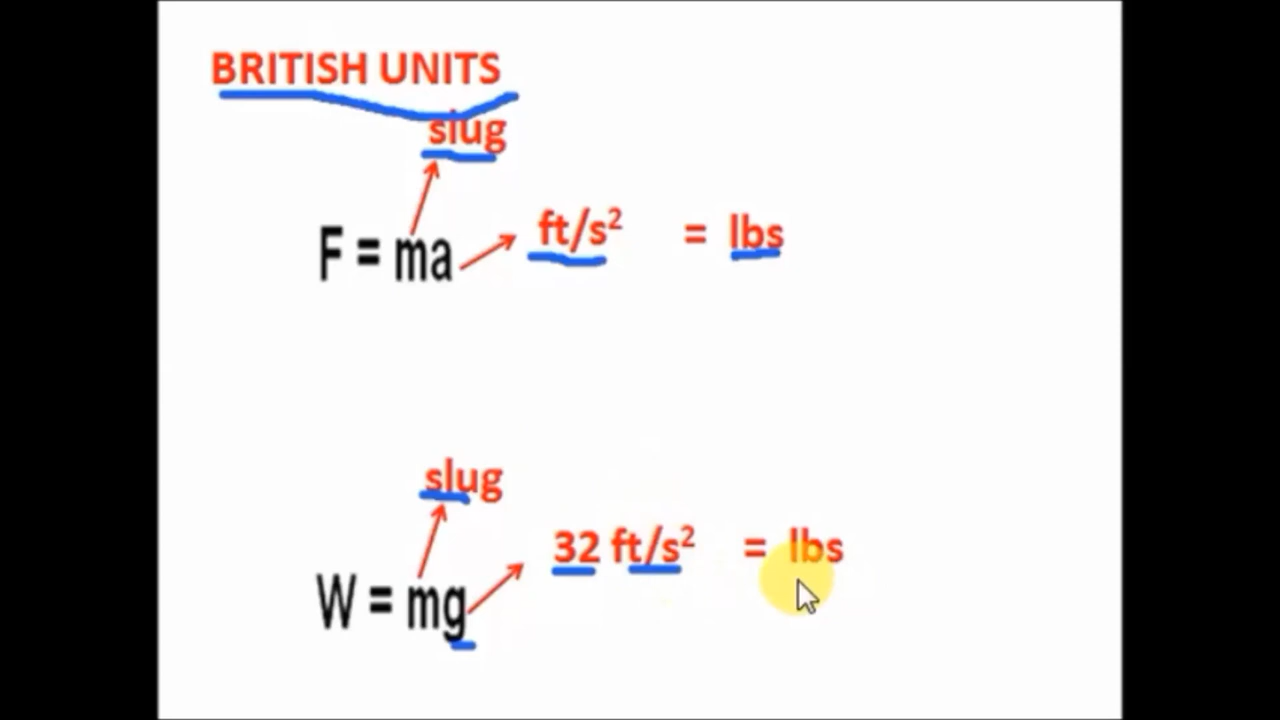 BRITISH UNITS
slug
F = ma ft/s² = lbs
slug
32 ft/s² = lbs
W = mg